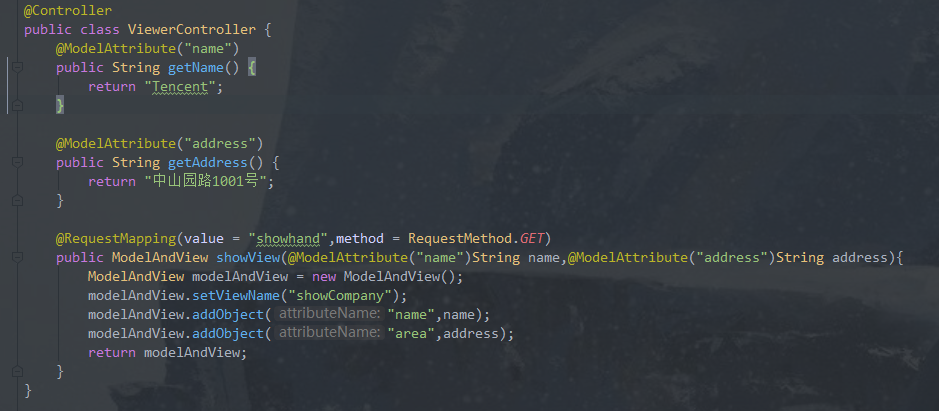 @Controller
public class ViewerController {
@ModelAttribute("name")
public String getName() {
return "Tencent";
}
@ModelAttribute("address")
public String getAddress() {
return "中山园路1001号";
}
@RequestMapping(value = "showhand",method = RequestMethod.GET)
public ModelAndView showView(@ModelAttribute("name")String name,@ModelAttribute("address")String address){
ModelAndView modelAndView = new ModelAndView();
modelAndView.setViewName("showCompany");
modelAndView.addObject( attributeName: "name",name);
modelAndView.addObject( attributeName: "area",address);
return modelAndView;
}
}